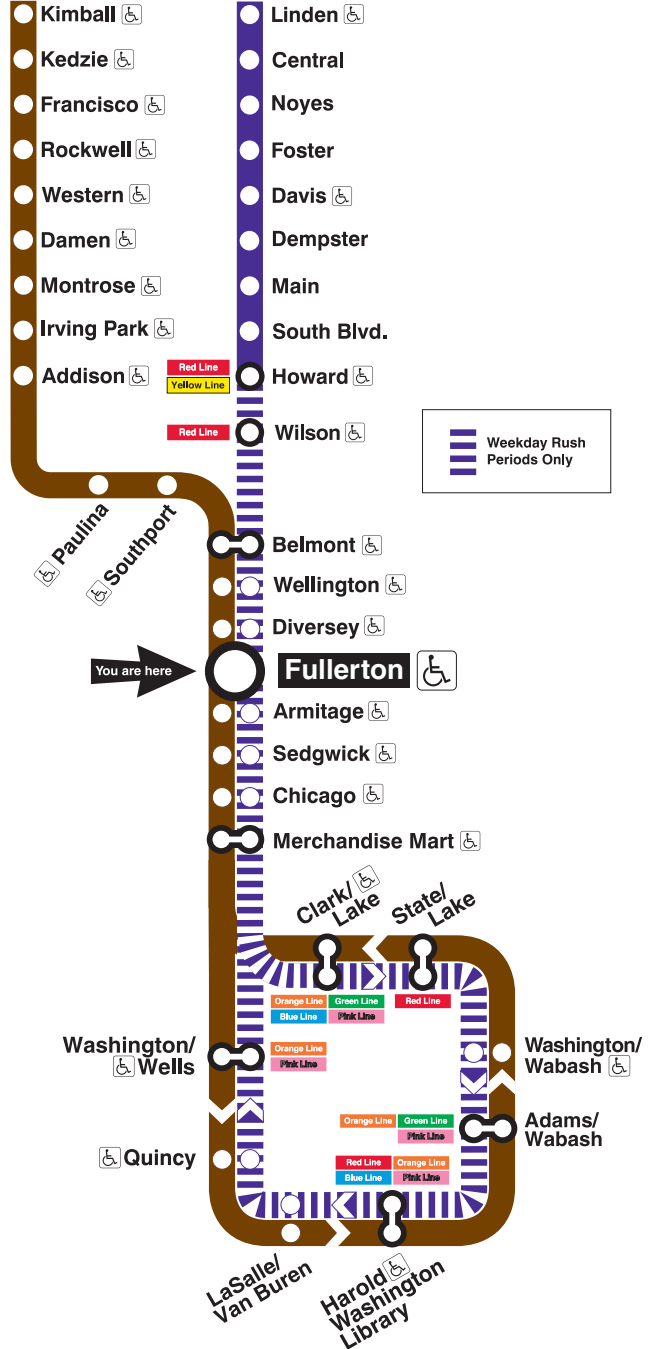 Kimball
Kedzie
Francisco
Rockwell
Western
Damen
Montrose
Irving Park
Addison
Paulina
Southport
Linden
Central
Noyes
Foster
Davis
Dempster
Main
South Blvd.
Red Line
Yellow Line
Howard
Red Line
Wilson
Weekday Rush
Periods Only
Belmont
Wellington
Diversey
You are here
Fullerton
Armitage
Sedgwick
Chicago
Merchandise Mart
Clark/
Lake
State/
Lake
Orange Line
Green Line
Blue Line
Pink Line
Red Line
Washington/
Wells
Orange Line
Pink Line
Washington/
Wabash
Orange Line
Green Line
Pink Line
Adams/
Wabash
Quincy
Red Line
Orange Line
Blue Line
Pink Line
LaSalle/
Van Buren
Harold
Washington
Library